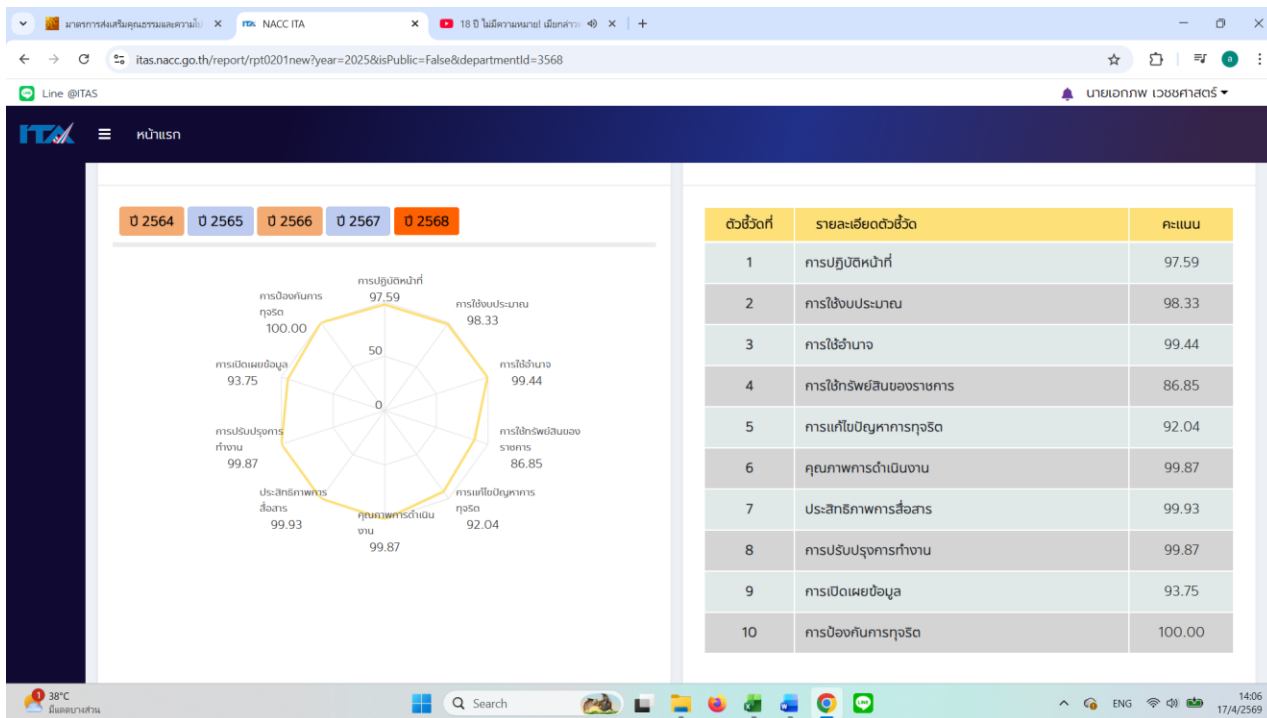 มาตรการส่งเสริมคุณธรรมและความโป
NACC ITA
18 ปี ไม่มีความหมาย! เมียกล่าวะ
itas.nacc.go.th/report/rpt0201new?year=2025&isPublic=False&departmentId=3568
Line @ITAS
นายเอกภพ เวชชศาสตร์
ITA
หน้าแรก
ปี 2564 ปี 2565 ปี 2566 ปี 2567 ปี 2568
การปฏิบัติหน้าที่
97.59
การใช้งบประมาณ
98.33
การใช้อำนาจ
99.44
การใช้ทรัพย์สินของ
ราชการ
86.85
การแก้ไขปัญหาการ
ทุจริต
92.04
คุณภาพการดำเนิน
งาน
99.87
ประสิทธิภาพการ
สื่อสาร
99.93
การปรับปรุงการ
ทำงาน
99.87
การเปิดเผยข้อมูล
93.75
การป้องกันการ
ทุจริต
100.00
50
0
ตัวชี้วัดที่ รายละเอียดตัวชี้วัด คะแนน
1 การปฏิบัติหน้าที่ 97.59
2 การใช้งบประมาณ 98.33
3 การใช้อำนาจ 99.44
4 การใช้ทรัพย์สินของราชการ 86.85
5 การแก้ไขปัญหาการทุจริต 92.04
6 คุณภาพการดำเนินงาน 99.87
7 ประสิทธิภาพการสื่อสาร 99.93
8 การปรับปรุงการทำงาน 99.87
9 การเปิดเผยข้อมูล 93.75
10 การป้องกันการทุจริต 100.00
1
38°C
มีแดดบางส่วน
Search
ENG
14:06
17/4/2569